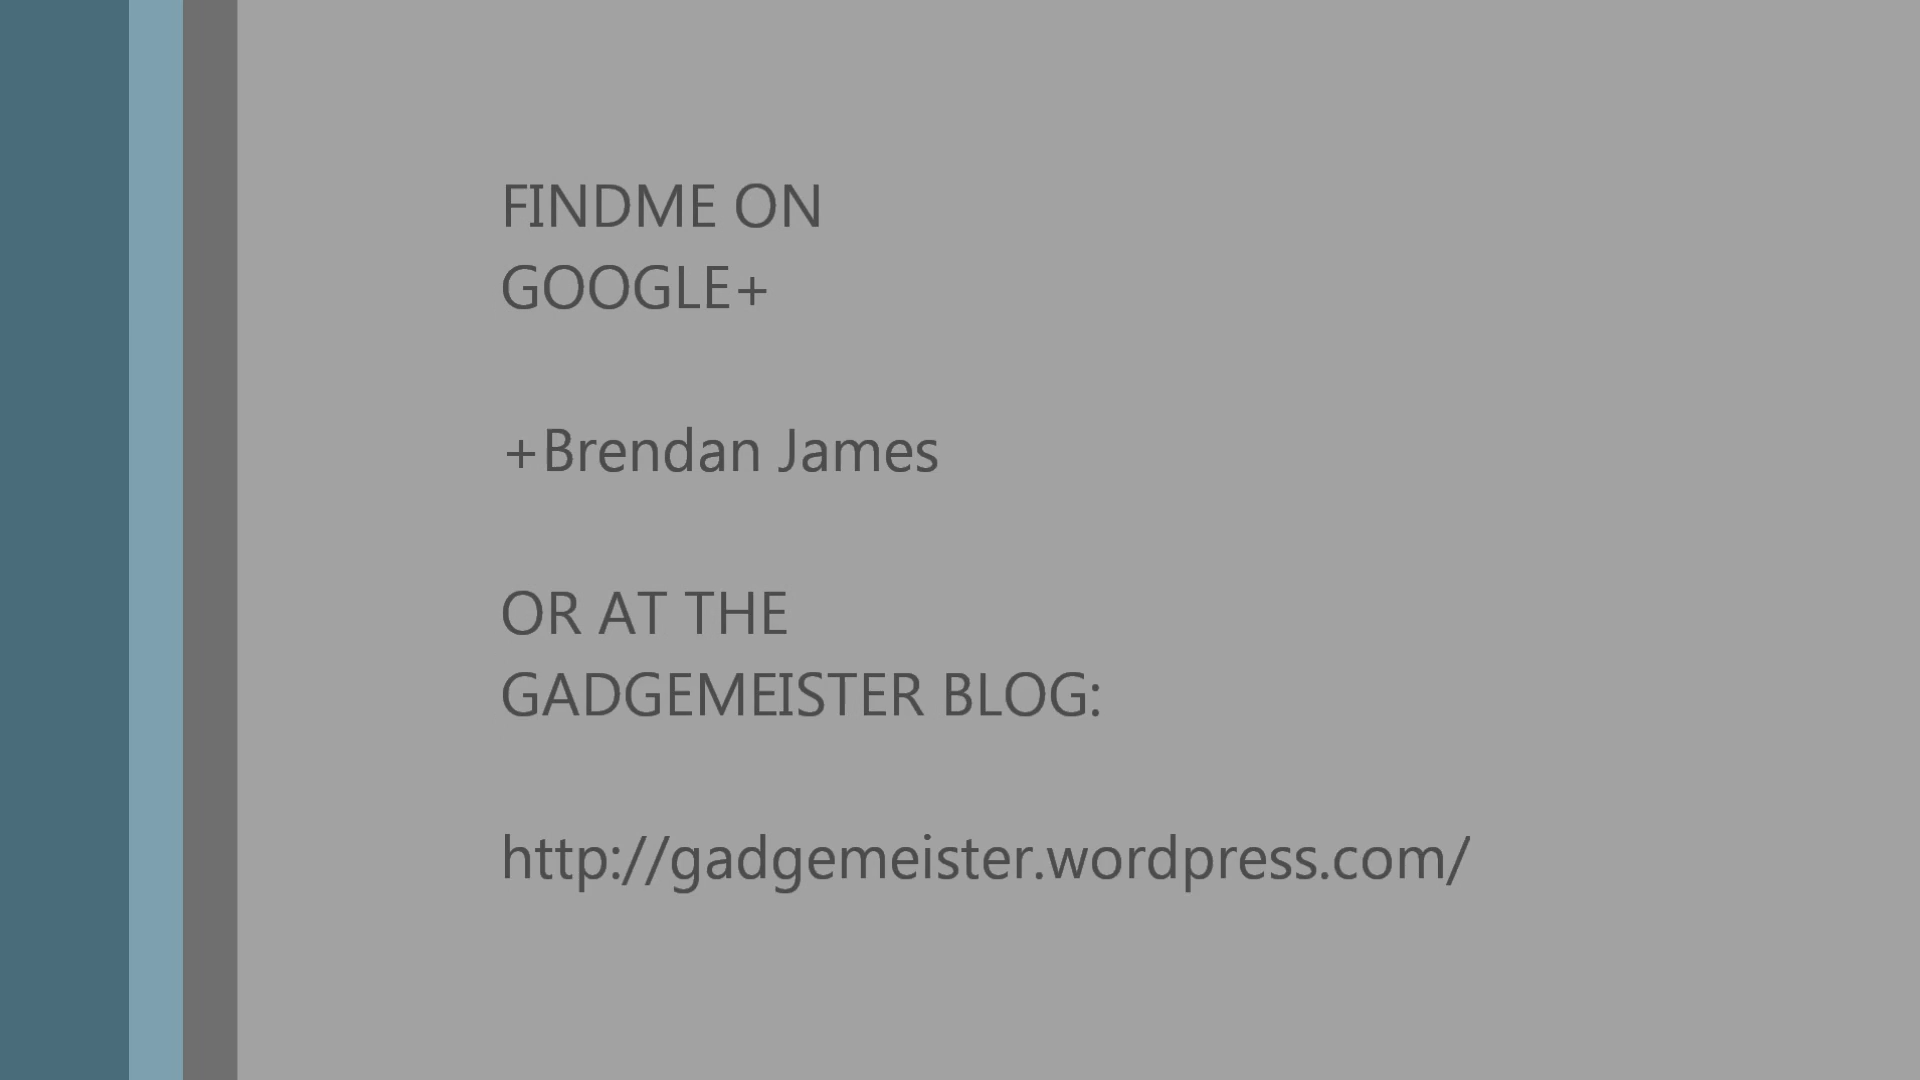 FINDME ON
GOOGLE+
+Brendan James
OR AT THE
GADGEMEISTER BLOG:
http://gadgemeister.wordpress.com/